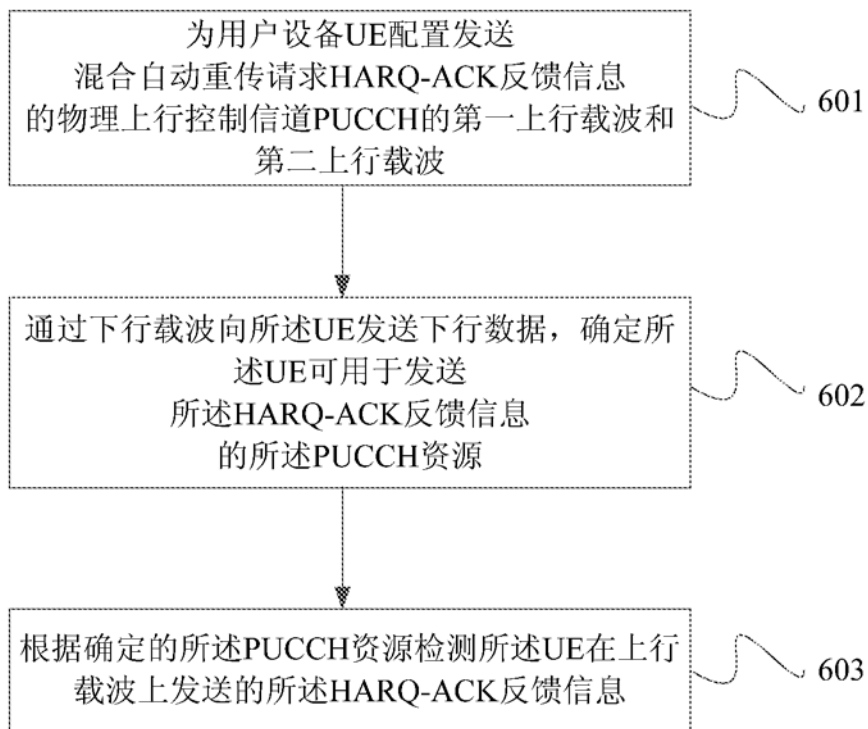 为用户设备UE配置发送
混合自动重传请求HARQ-ACK反馈信息
的物理上行控制信道PUCCH的第一上行载波和
第二上行载波
601
通过下行载波向所述UE发送下行数据，确定所
述UE可用于发送
所述HARQ-ACK反馈信息
的所述PUCCH资源
602
根据确定的所述PUCCH资源检测所述UE在上行
载波上发送的所述HARQ-ACK反馈信息
603